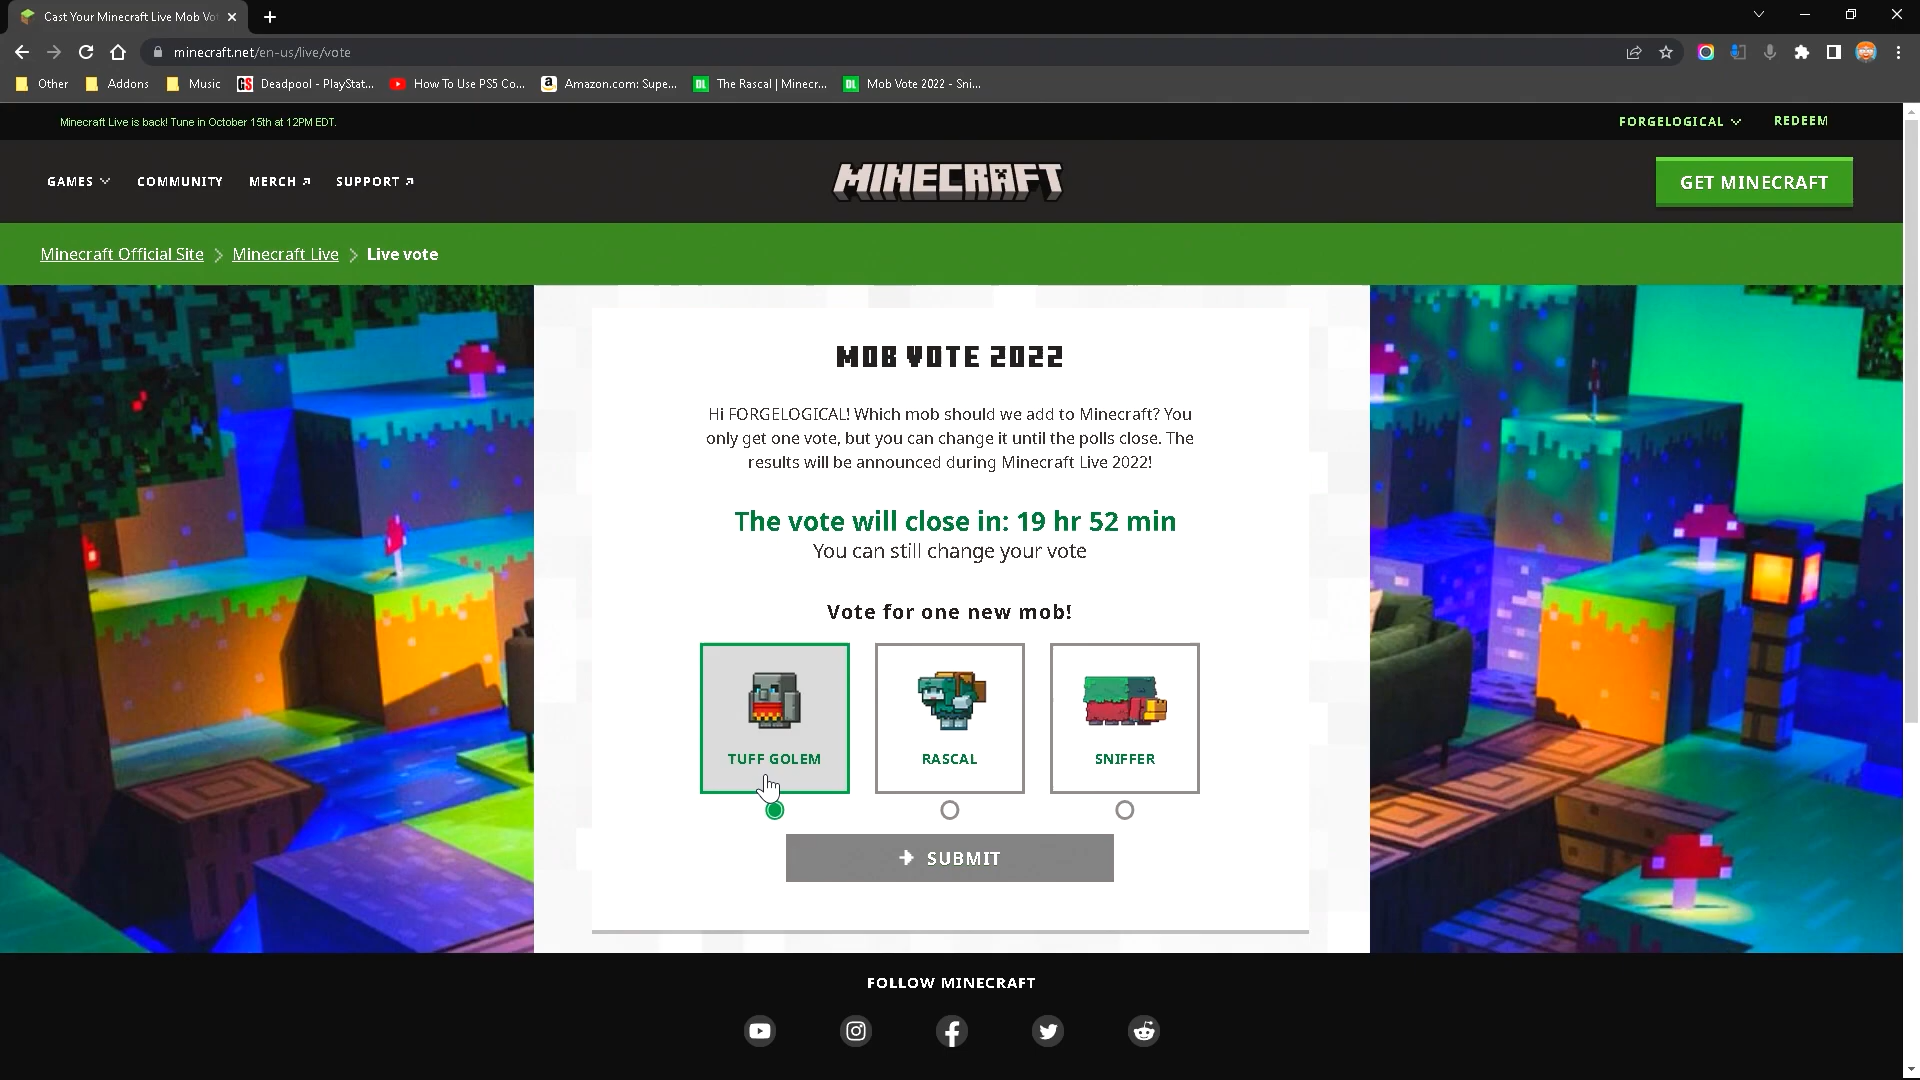 Cast Your Minecraft Live Mob Vo
minecraft.net/en-us/live/vote
Other
Addons
Music
Deadpool - PlayStat...
How To Use PS5 Co...
Amazon.com: Supe...
The Rascal | Minecr...
Mob Vote 2022 - Sni...
Minecraft Live is back! Tune in October 15th at 12PM EDT.
FORGELOGICAL
REDEEM
GAMES
COMMUNITY
MERCH
SUPPORT
MINECRAFT
GET MINECRAFT
Minecraft Official Site
Minecraft Live
Live vote
MOB VOTE 2022
Hi FORGELOGICAL! Which mob should we add to Minecraft? You
only get one vote, but you can change it until the polls close. The
results will be announced during Minecraft Live 2022!
The vote will close in: 19 hr 52 min
You can still change your vote
Vote for one new mob!
TUFF GOLEM
RASCAL
SNIFFER
SUBMIT
FOLLOW MINECRAFT